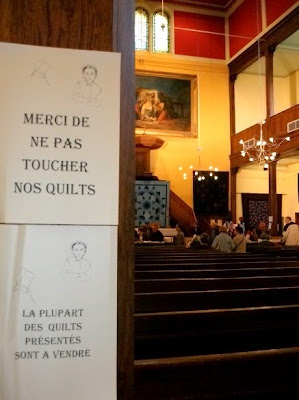 MERCI DE
NE PAS
TOUCHER
NOS QUILTS
LA PLUPART
DES QUILTS
PRÉSENTÉS
SONT A VENDRE